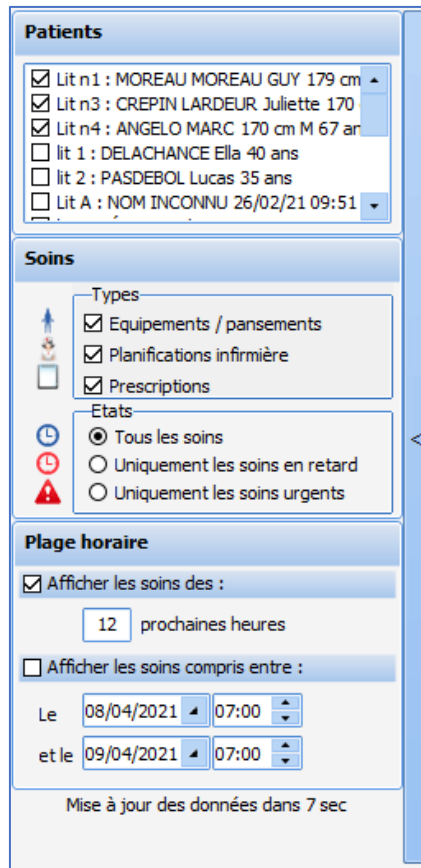 Patients
Lit n1 : MOREAU MOREAU GUY 179 cm
Lit n3 : CREPIN LARDEUR Juliette 170
Lit n4 : ANGELO MARC 170 cm M 67 an
lit 1 : DELACHANCE Ella 40 ans
lit 2 : PASDEBOL Lucas 35 ans
Lit A : NOM INCONNU 26/02/21 09:51
Soins
Types
Equipements / pansements
Planifications infirmière
Prescriptions
Etats
Tous les soins
Uniquement les soins en retard
Uniquement les soins urgents
Plage horaire
Afficher les soins des :
12 prochaines heures
Afficher les soins compris entre :
Le 08/04/2021 07:00
et le 09/04/2021 07:00
Mise à jour des données dans 7 sec
<